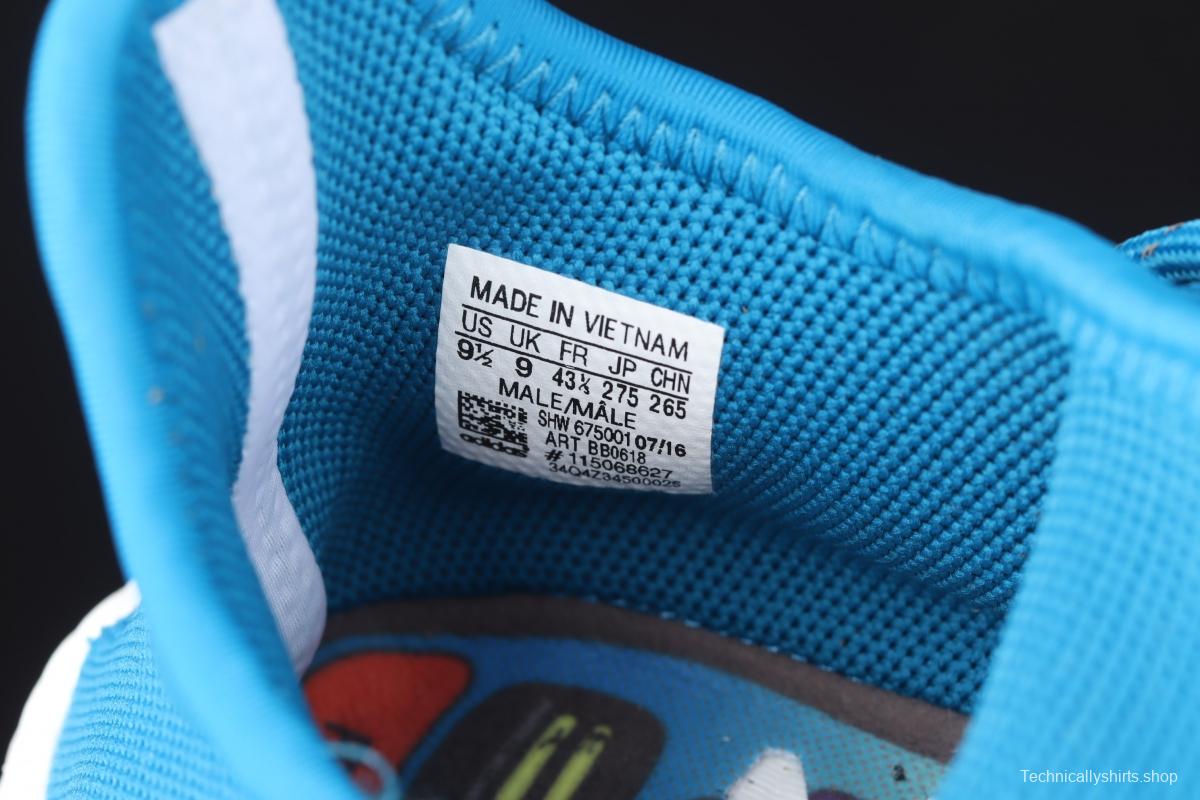 MADE IN VIETNAM
US UK FR JP CHN
9½ 9 43⅓ 275 265
MALE/MÂLE
SHW 675001 07/16
ART BB0618
# 115068627
34Q4Z34500025
adidas
Technicallyshirts.shop